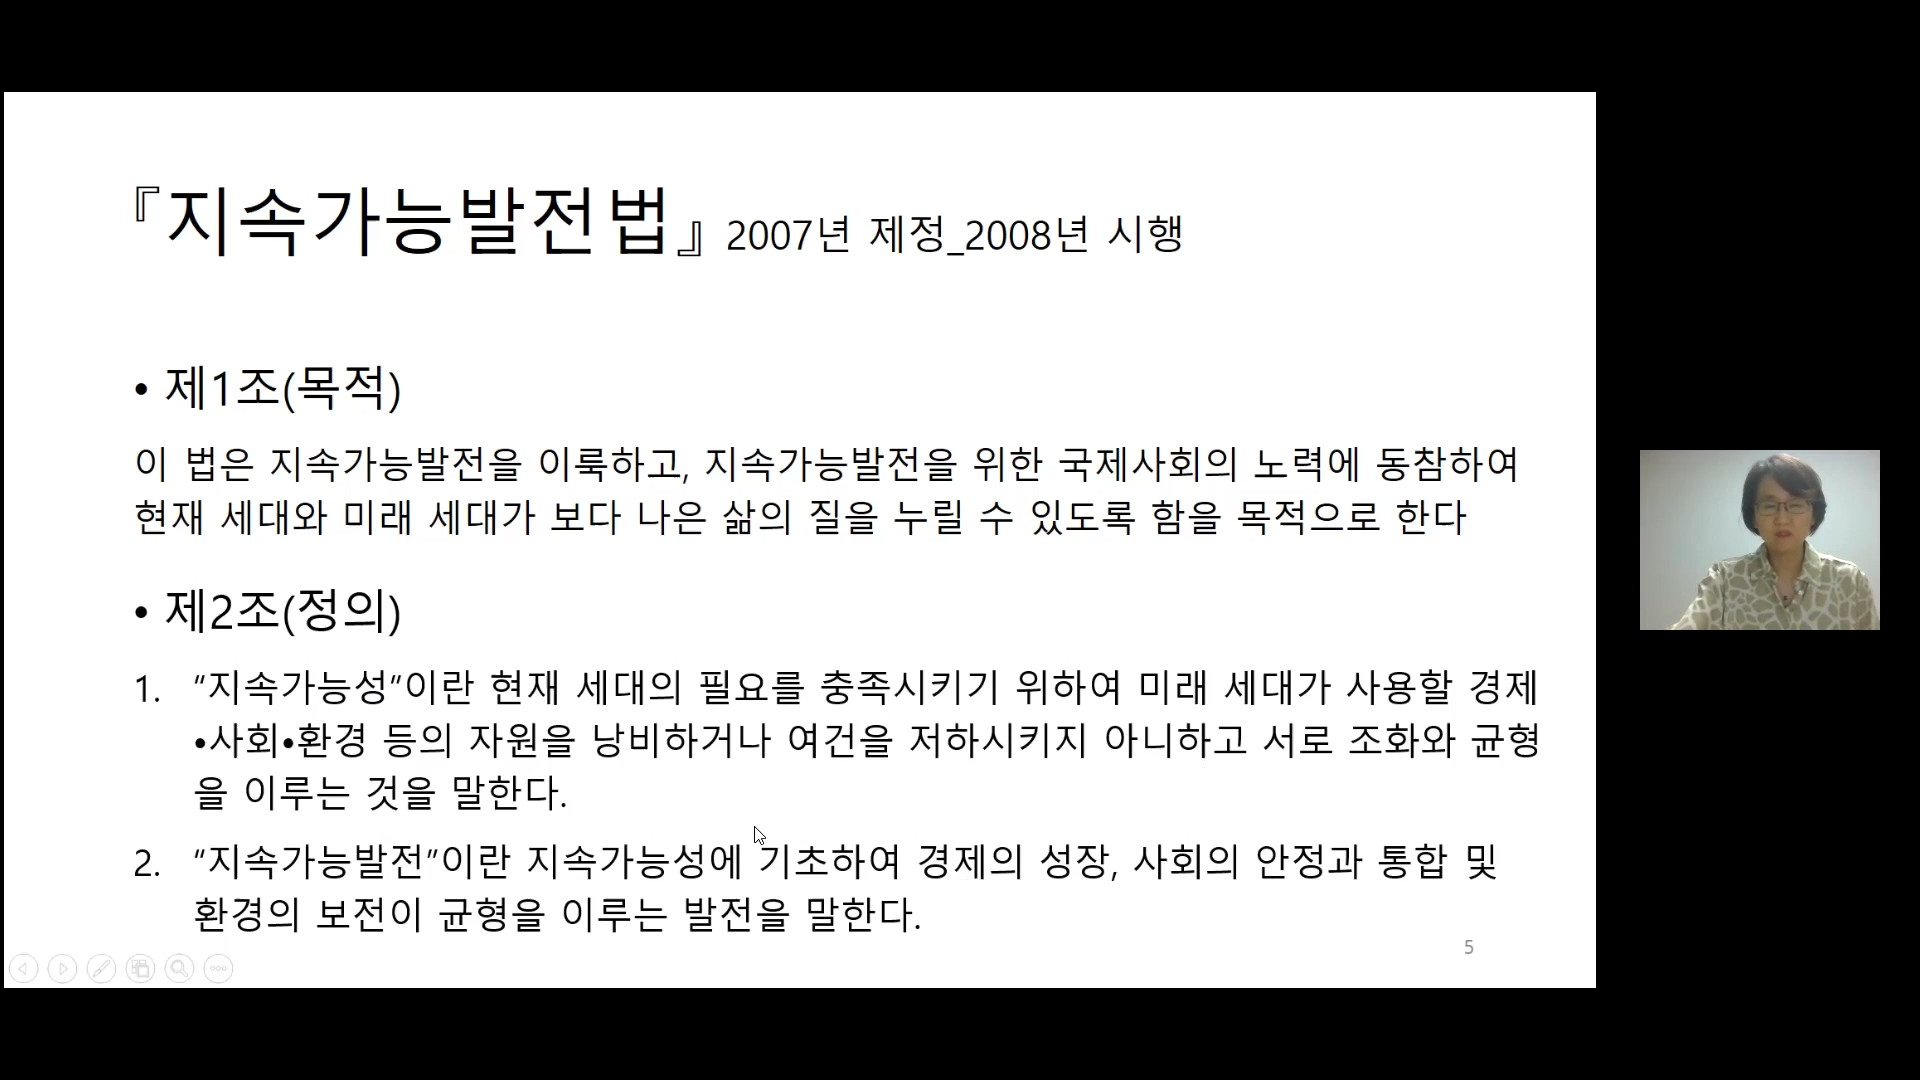 『지속가능발전법』 2007년 제정_2008년 시행
• 제1조(목적)
이 법은 지속가능발전을 이룩하고, 지속가능발전을 위한 국제사회의 노력에 동참하여
현재 세대와 미래 세대가 보다 나은 삶의 질을 누릴 수 있도록 함을 목적으로 한다
• 제2조(정의)
1. “지속가능성”이란 현재 세대의 필요를 충족시키기 위하여 미래 세대가 사용할 경제
•사회•환경 등의 자원을 낭비하거나 여건을 저하시키지 아니하고 서로 조화와 균형
을 이루는 것을 말한다.
2. “지속가능발전”이란 지속가능성에 기초하여 경제의 성장, 사회의 안정과 통합 및
환경의 보전이 균형을 이루는 발전을 말한다.
5